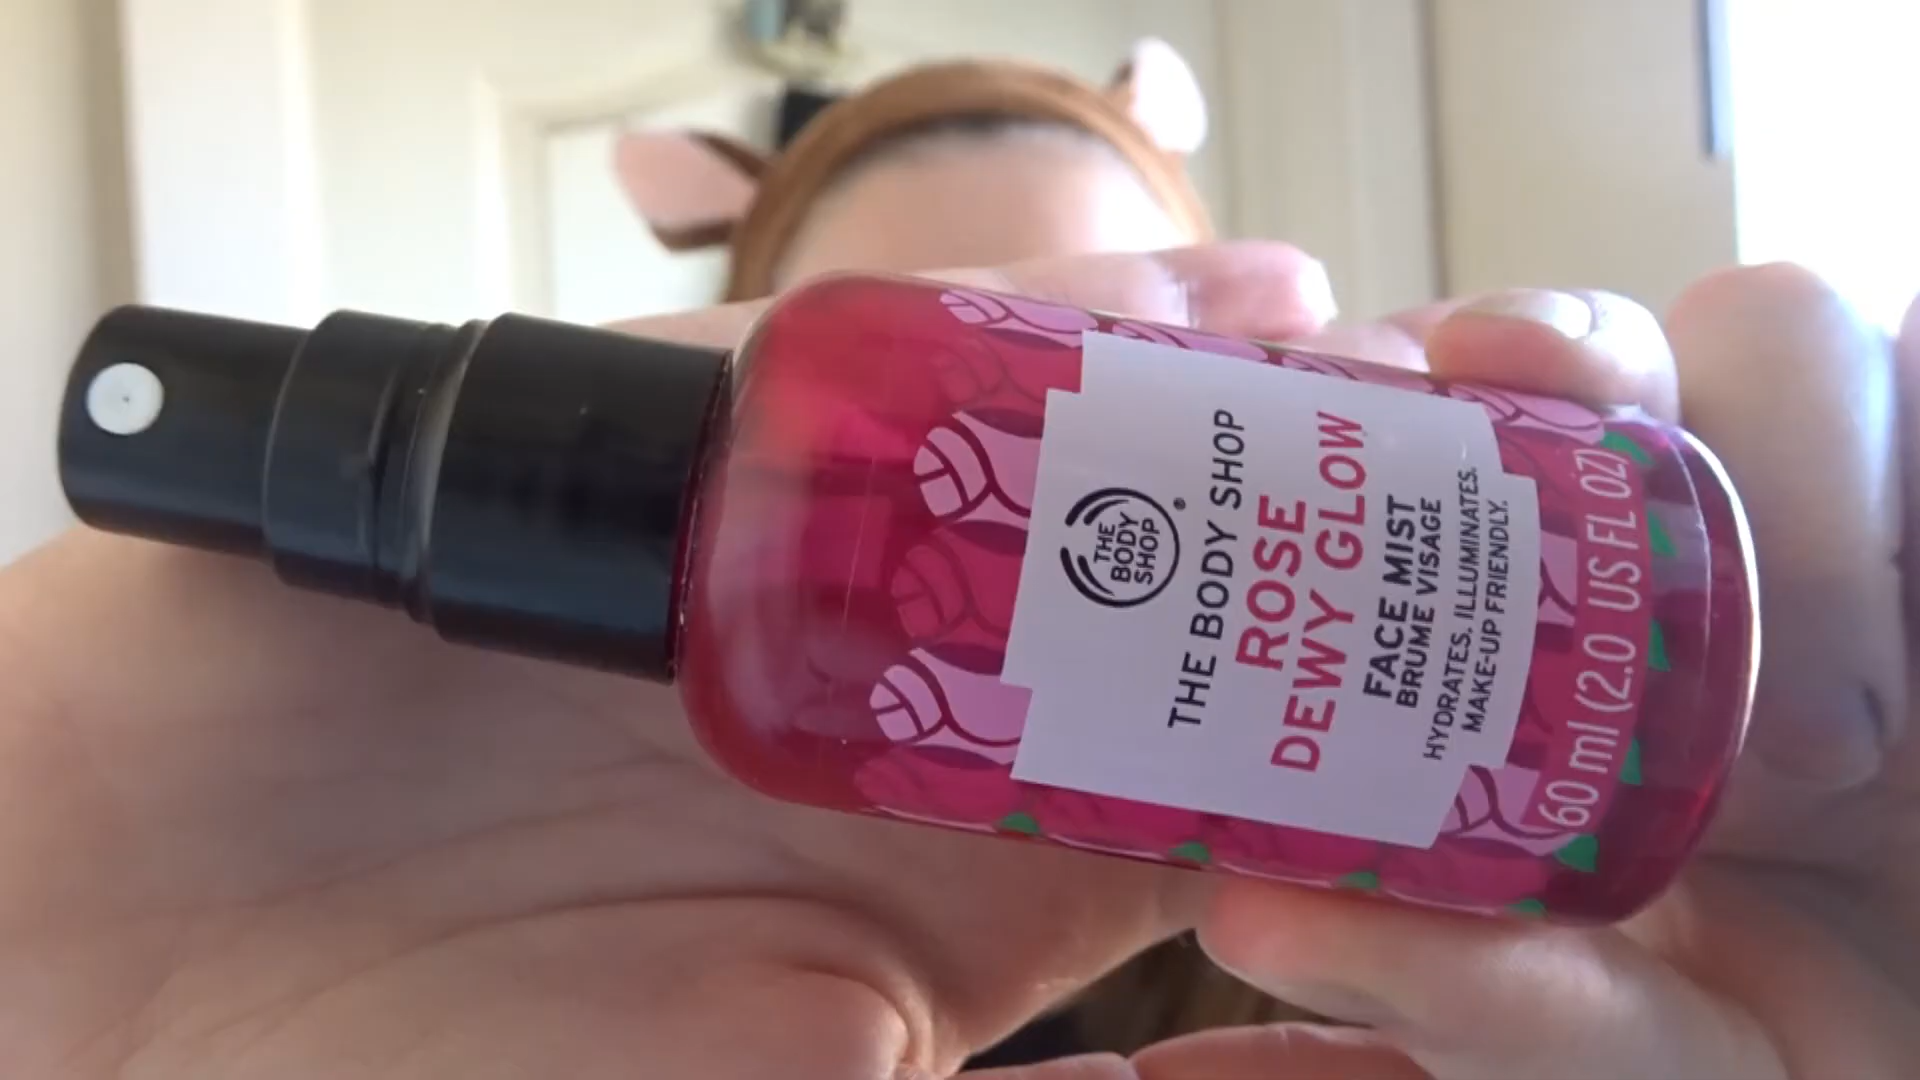 THE
BODY
SHOP
®
THE BODY SHOP
ROSE
DEWY GLOW
FACE MIST
BRUME VISAGE
HYDRATES. ILLUMINATES.
MAKE-UP FRIENDLY.
60 ml (2.0 US FL OZ)